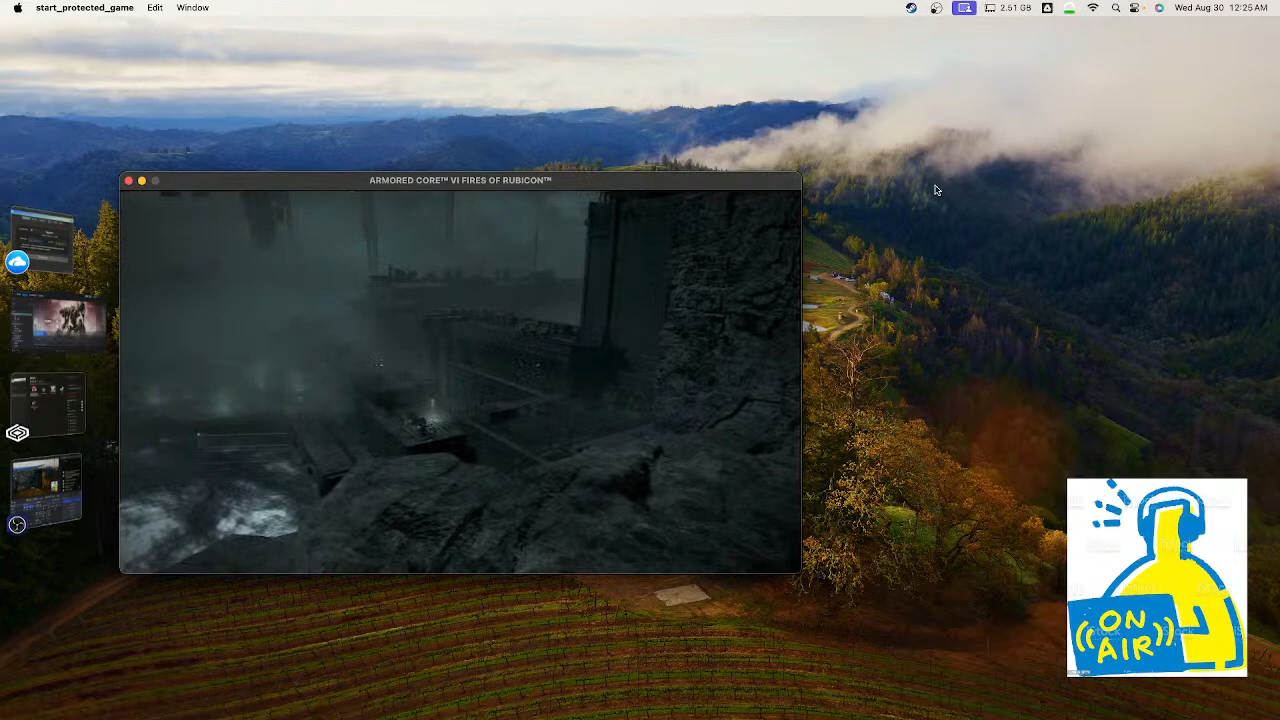 start_protected_game Edit Window
2.51 GB Wed Aug 30 12:25 AM
ARMORED CORE™ VI FIRES OF RUBICON™
ON
AIR